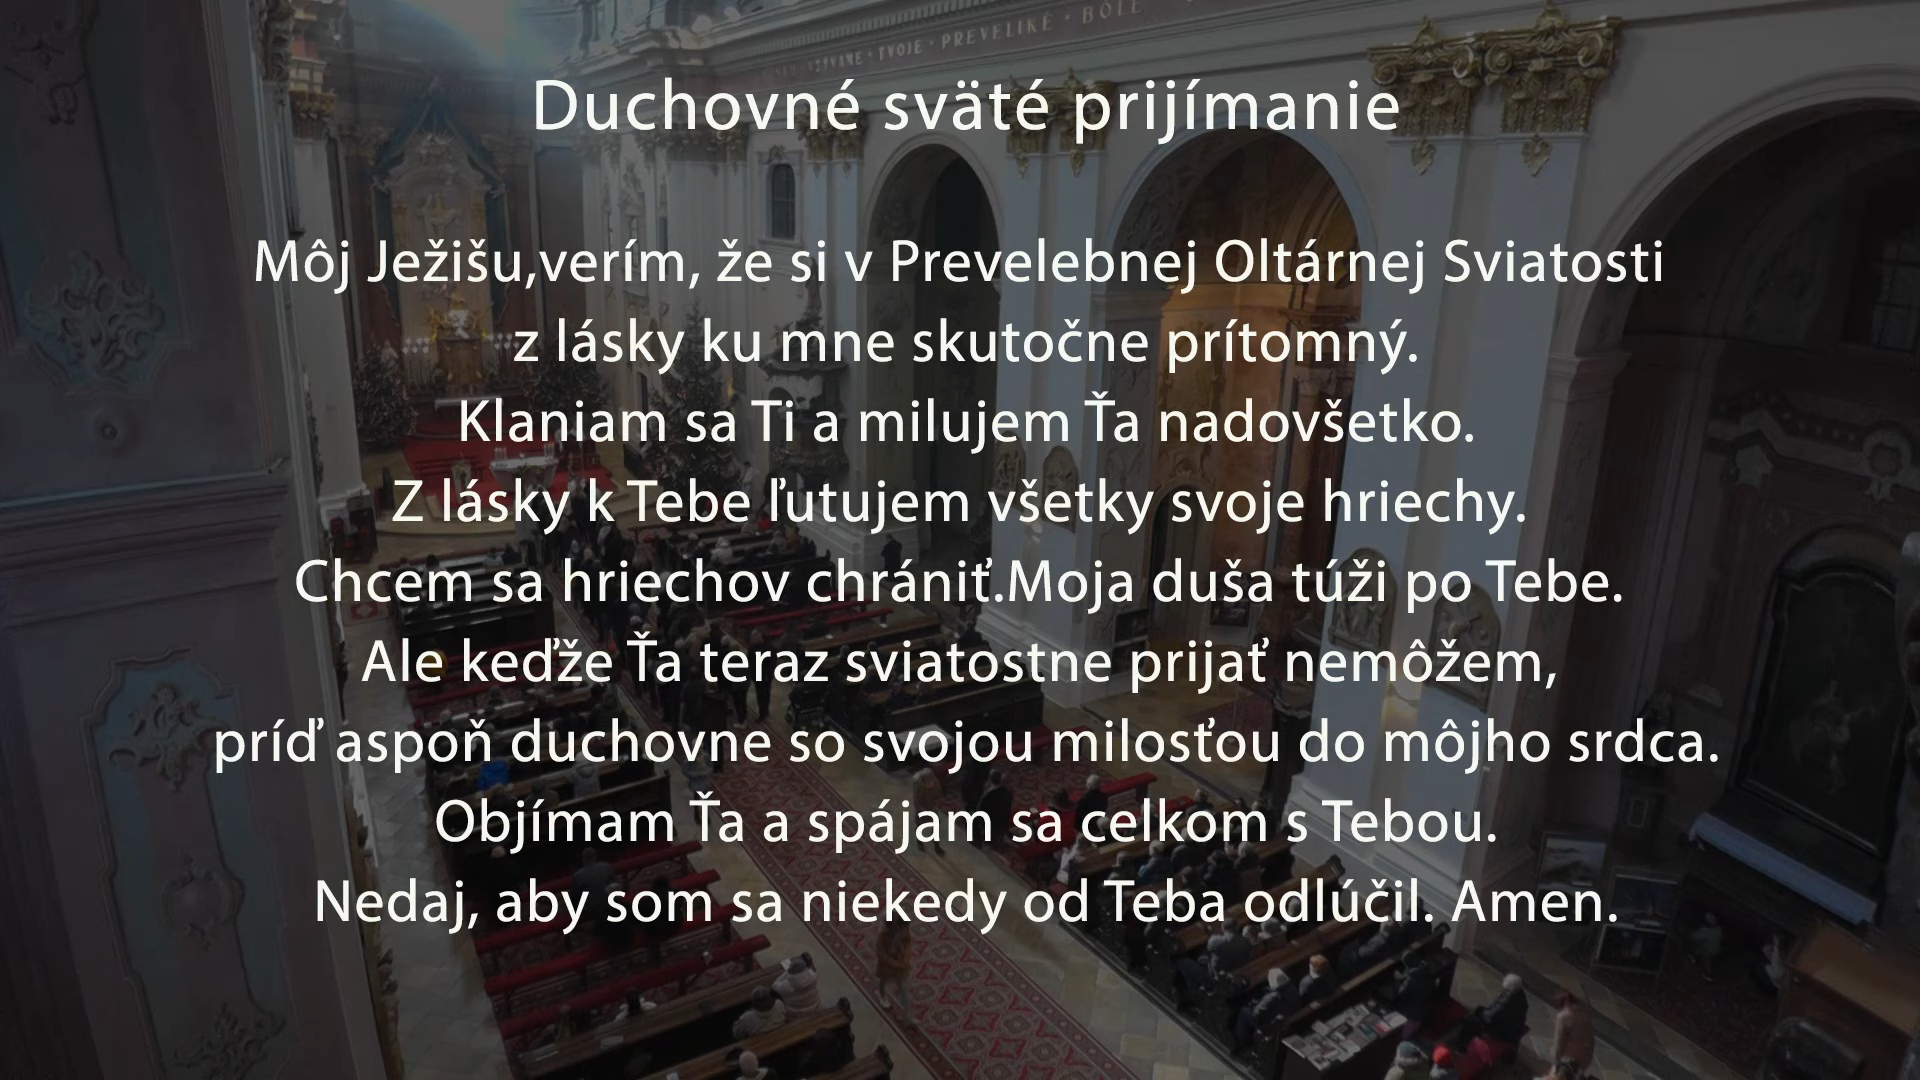 TVOJE · PREVELIKÉ · BÔLE
Duchovné sväté prijímanie
Môj Ježišu,verím, že si v Prevelebnej Oltárnej Sviatosti
z lásky ku mne skutočne prítomný.
Klaniam sa Ti a milujem Ťa nadovšetko.
Z lásky k Tebe ľutujem všetky svoje hriechy.
Chcem sa hriechov chrániť.Moja duša túži po Tebe.
Ale keďže Ťa teraz sviatostne prijať nemôžem,
príď aspoň duchovne so svojou milosťou do môjho srdca.
Objímam Ťa a spájam sa celkom s Tebou.
Nedaj, aby som sa niekedy od Teba odlúčil. Amen.